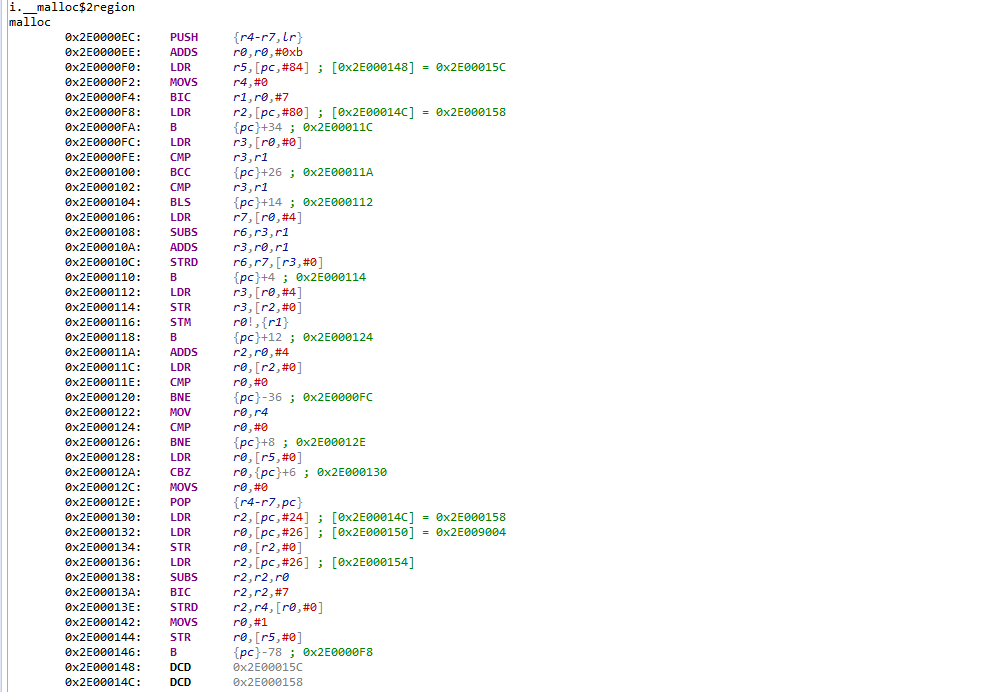 i.__malloc$2region
malloc
0x2E0000EC: PUSH {r4-r7,lr}
0x2E0000EE: ADDS r0,r0,#0xb
0x2E0000F0: LDR r5,[pc,#84] ; [0x2E000148] = 0x2E00015C
0x2E0000F2: MOVS r4,#0
0x2E0000F4: BIC r1,r0,#7
0x2E0000F8: LDR r2,[pc,#80] ; [0x2E00014C] = 0x2E000158
0x2E0000FA: B {pc}+34 ; 0x2E00011C
0x2E0000FC: LDR r3,[r0,#0]
0x2E0000FE: CMP r3,r1
0x2E000100: BCC {pc}+26 ; 0x2E00011A
0x2E000102: CMP r3,r1
0x2E000104: BLS {pc}+14 ; 0x2E000112
0x2E000106: LDR r7,[r0,#4]
0x2E000108: SUBS r6,r3,r1
0x2E00010A: ADDS r3,r0,r1
0x2E00010C: STRD r6,r7,[r3,#0]
0x2E000110: B {pc}+4 ; 0x2E000114
0x2E000112: LDR r3,[r0,#4]
0x2E000114: STR r3,[r2,#0]
0x2E000116: STM r0!,{r1}
0x2E000118: B {pc}+12 ; 0x2E000124
0x2E00011A: ADDS r2,r0,#4
0x2E00011C: LDR r0,[r2,#0]
0x2E00011E: CMP r0,#0
0x2E000120: BNE {pc}-36 ; 0x2E0000FC
0x2E000122: MOV r0,r4
0x2E000124: CMP r0,#0
0x2E000126: BNE {pc}+8 ; 0x2E00012E
0x2E000128: LDR r0,[r5,#0]
0x2E00012A: CBZ r0,{pc}+6 ; 0x2E000130
0x2E00012C: MOVS r0,#0
0x2E00012E: POP {r4-r7,pc}
0x2E000130: LDR r2,[pc,#24] ; [0x2E00014C] = 0x2E000158
0x2E000132: LDR r0,[pc,#26] ; [0x2E000150] = 0x2E009004
0x2E000134: STR r0,[r2,#0]
0x2E000136: LDR r2,[pc,#26] ; [0x2E000154]
0x2E000138: SUBS r2,r2,r0
0x2E00013A: BIC r2,r2,#7
0x2E00013E: STRD r2,r4,[r0,#0]
0x2E000142: MOVS r0,#1
0x2E000144: STR r0,[r5,#0]
0x2E000146: B {pc}-78 ; 0x2E0000F8
0x2E000148: DCD 0x2E00015C
0x2E00014C: DCD 0x2E000158